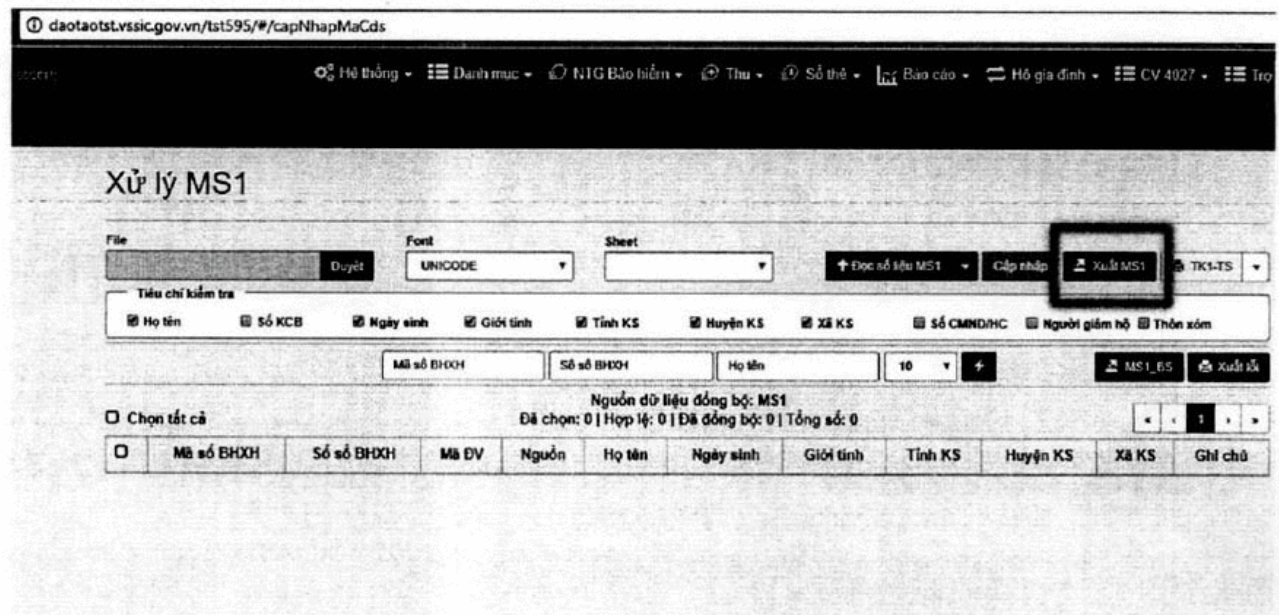 daotaotst.vssic.gov.vn/tst595/#/capNhapMaCds
Hệ thống Danh mục NTG Bảo hiểm Thu Sổ thẻ Báo cáo Hộ gia đình CV 4027 Trợ
Xử lý MS1
File Font Sheet
Duyệt UNICODE Đọc số liệu MS1 Cập nhập Xuất MS1 TK1-TS
Tiêu chí kiểm tra
Họ tên Số KCB Ngày sinh Giới tính Tỉnh KS Huyện KS Xã KS Số CMND/HC Người giám hộ Thôn xóm
Mã số BHXH Số sổ BHXH Họ tên 10 MS1_BS Xuất lỗi
Nguồn dữ liệu đồng bộ: MS1
Chọn tất cả Đã chọn: 0 | Hợp lệ: 0 | Đã đồng bộ: 0 | Tổng số: 0 « ‹ 1 › »
Mã số BHXH Số sổ BHXH Mã ĐV Nguồn Họ tên Ngày sinh Giới tính Tỉnh KS Huyện KS Xã KS Ghi chú